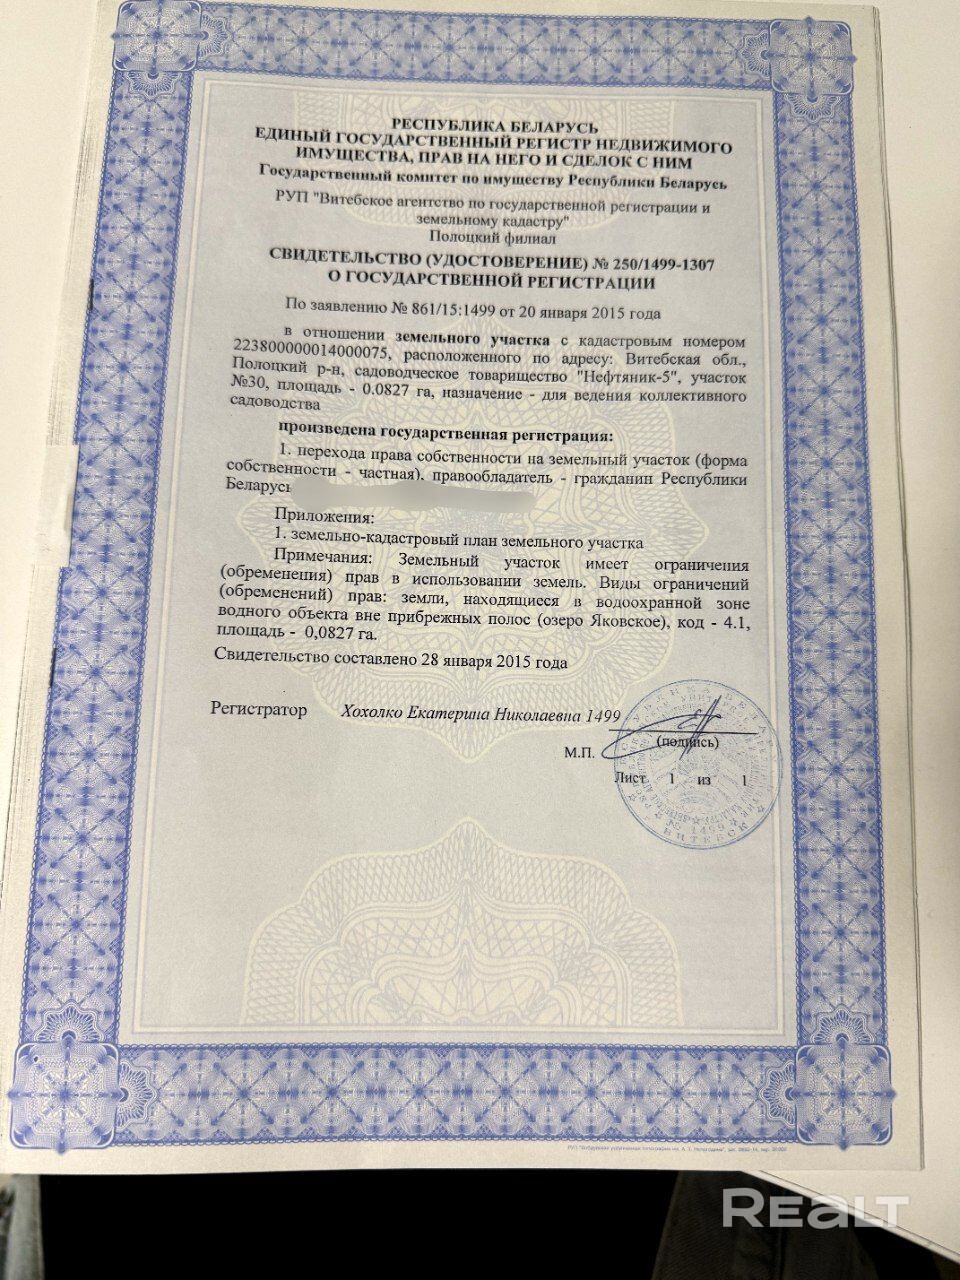 РЕСПУБЛИКА БЕЛАРУСЬ
ЕДИНЫЙ ГОСУДАРСТВЕННЫЙ РЕГИСТР НЕДВИЖИМОГО
ИМУЩЕСТВА, ПРАВ НА НЕГО И СДЕЛОК С НИМ
Государственный комитет по имуществу Республики Беларусь
РУП "Витебское агентство по государственной регистрации и
земельному кадастру"
Полоцкий филиал
СВИДЕТЕЛЬСТВО (УДОСТОВЕРЕНИЕ) № 250/1499-1307
О ГОСУДАРСТВЕННОЙ РЕГИСТРАЦИИ
По заявлению № 861/15:1499 от 20 января 2015 года
в отношении земельного участка с кадастровым номером
223800000014000075, расположенного по адресу: Витебская обл.,
Полоцкий р-н, садоводческое товарищество "Нефтяник-5", участок
№30, площадь - 0.0827 га, назначение - для ведения коллективного
садоводства
произведена государственная регистрация:
1. перехода права собственности на земельный участок (форма
собственности - частная), правообладатель - гражданин Республики
Беларусь
Приложения:
1. земельно-кадастровый план земельного участка
Примечания: Земельный участок имеет ограничения
(обременения) прав в использовании земель. Виды ограничений
(обременений) прав: земли, находящиеся в водоохранной зоне
водного объекта вне прибрежных полос (озеро Яковское), код - 4.1,
площадь - 0,0827 га.
Свидетельство составлено 28 января 2015 года
Регистратор Хохолко Екатерина Николаевна 1499
(подпись)
М.П.
Лист 1 из 1
№ 1499
ВИТЕБСК
REALT